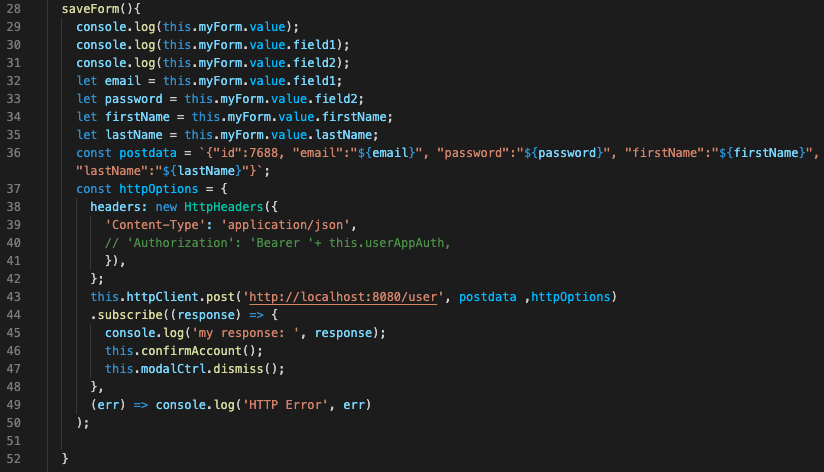 28 saveForm(){
29 console.log(this.myForm.value);
30 console.log(this.myForm.value.field1);
31 console.log(this.myForm.value.field2);
32 let email = this.myForm.value.field1;
33 let password = this.myForm.value.field2;
34 let firstName = this.myForm.value.firstName;
35 let lastName = this.myForm.value.lastName;
36 const postdata = `{"id":7688, "email":"${email}", "password":"${password}", "firstName":"${firstName}",
"lastName":"${lastName}"}`;
37 const httpOptions = {
38 headers: new HttpHeaders({
39 'Content-Type': 'application/json',
40 // 'Authorization': 'Bearer '+ this.userAppAuth,
41 }),
42 };
43 this.httpClient.post('http://localhost:8080/user', postdata ,httpOptions)
44 .subscribe((response) => {
45 console.log('my response: ', response);
46 this.confirmAccount();
47 this.modalCtrl.dismiss();
48 },
49 (err) => console.log('HTTP Error', err)
50 );
51
52 }